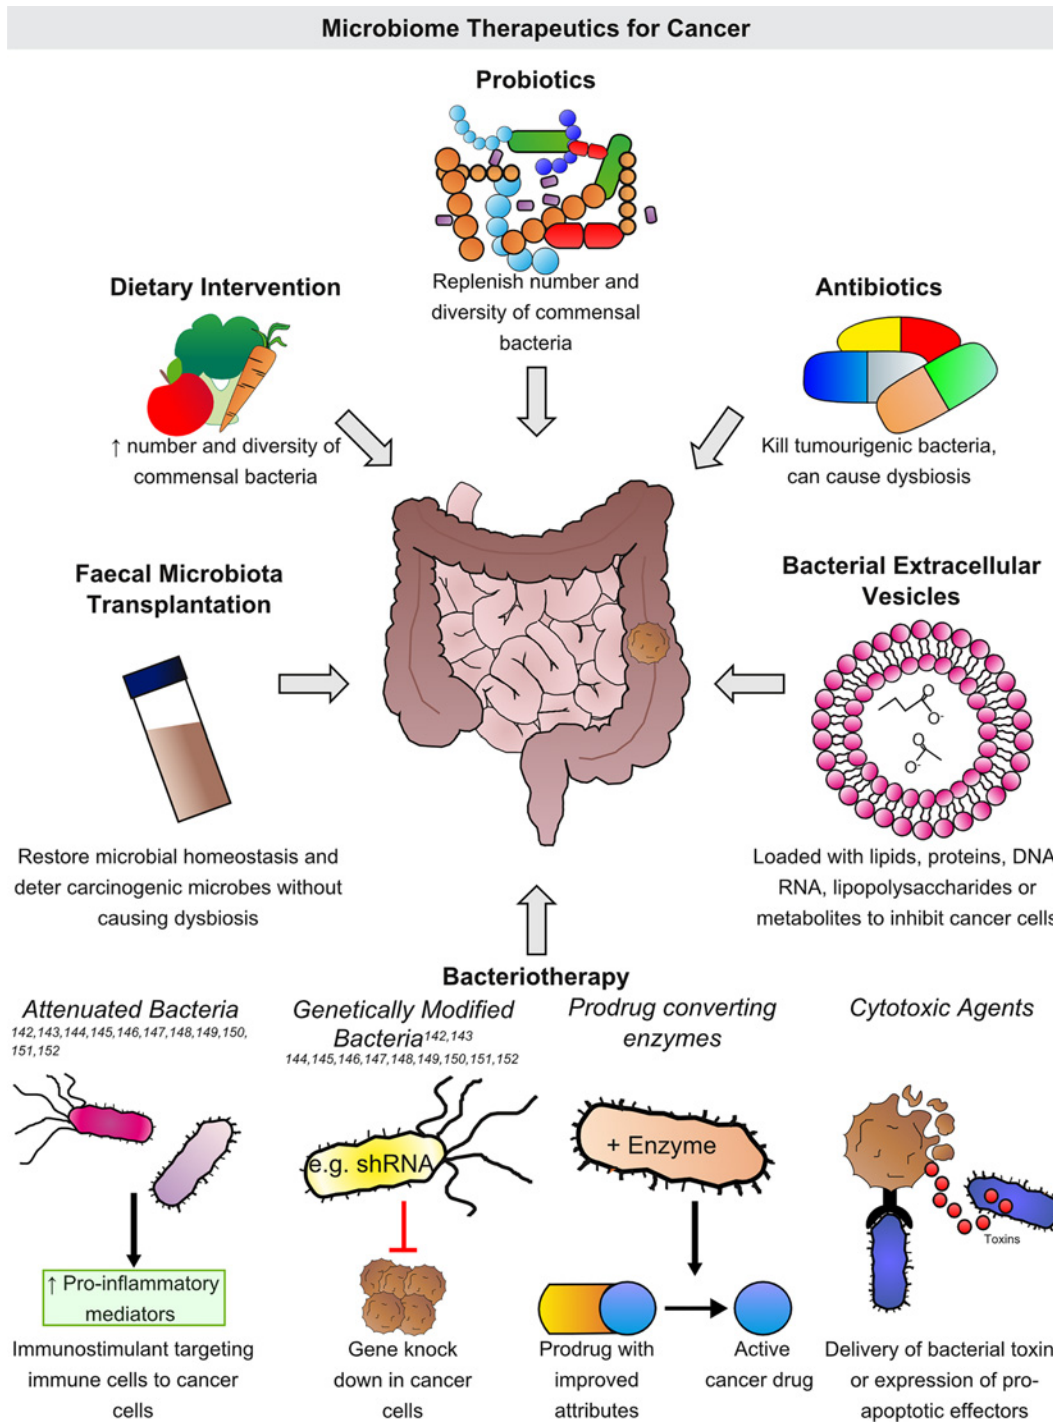 Microbiome Therapeutics for Cancer
Probiotics
Replenish number and
diversity of commensal
bacteria
Dietary Intervention
↑ number and diversity of
commensal bacteria
Antibiotics
Kill tumourigenic bacteria,
can cause dysbiosis
Faecal Microbiota
Transplantation
Restore microbial homeostasis and
deter carcinogenic microbes without
causing dysbiosis
Bacterial Extracellular
Vesicles
O
O-
O
O-
Loaded with lipids, proteins, DNA
RNA, lipopolysaccharides or
metabolites to inhibit cancer cells
Bacteriotherapy
Attenuated Bacteria
142,143,144,145,146,147,148,149,150,
151,152
↑ Pro-inflammatory
mediators
Immunostimulant targeting
immune cells to cancer
cells
Genetically Modified
Bacteria142,143
144,145,146,147,148,149,150,151,152
e.g. shRNA
Gene knock
down in cancer
cells
Prodrug converting
enzymes
+ Enzyme
Prodrug with
improved
attributes
Active
cancer drug
Cytotoxic Agents
Toxins
Delivery of bacterial toxin
or expression of pro-
apoptotic effectors